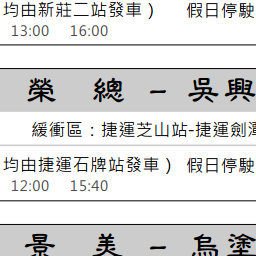 均由新莊二站發車） 假日停駛
13:00 16:00
榮 總 － 吳興
緩衝區：捷運芝山站-捷運劍潭
均由捷運石牌站發車） 假日停駛
12:00 15:40
景 美 － 烏塗